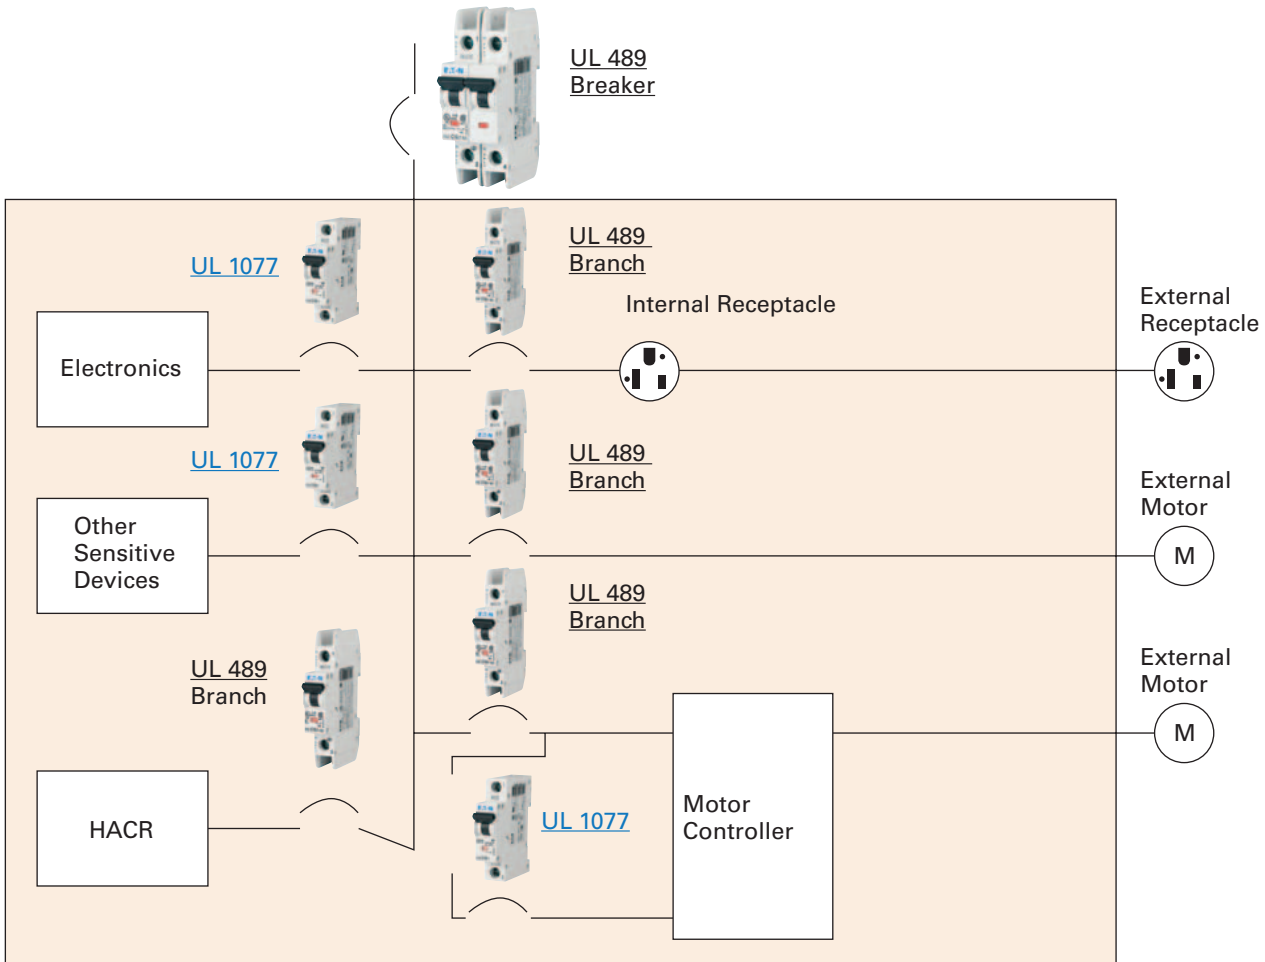 UL 489
Breaker
UL 1077
UL 489
Branch
Internal Receptacle
External
Receptacle
Electronics
UL 1077
UL 489
Branch
External
Motor
Other
Sensitive
Devices
M
UL 489
Branch
UL 489
Branch
External
Motor
M
HACR
UL 1077
Motor
Controller